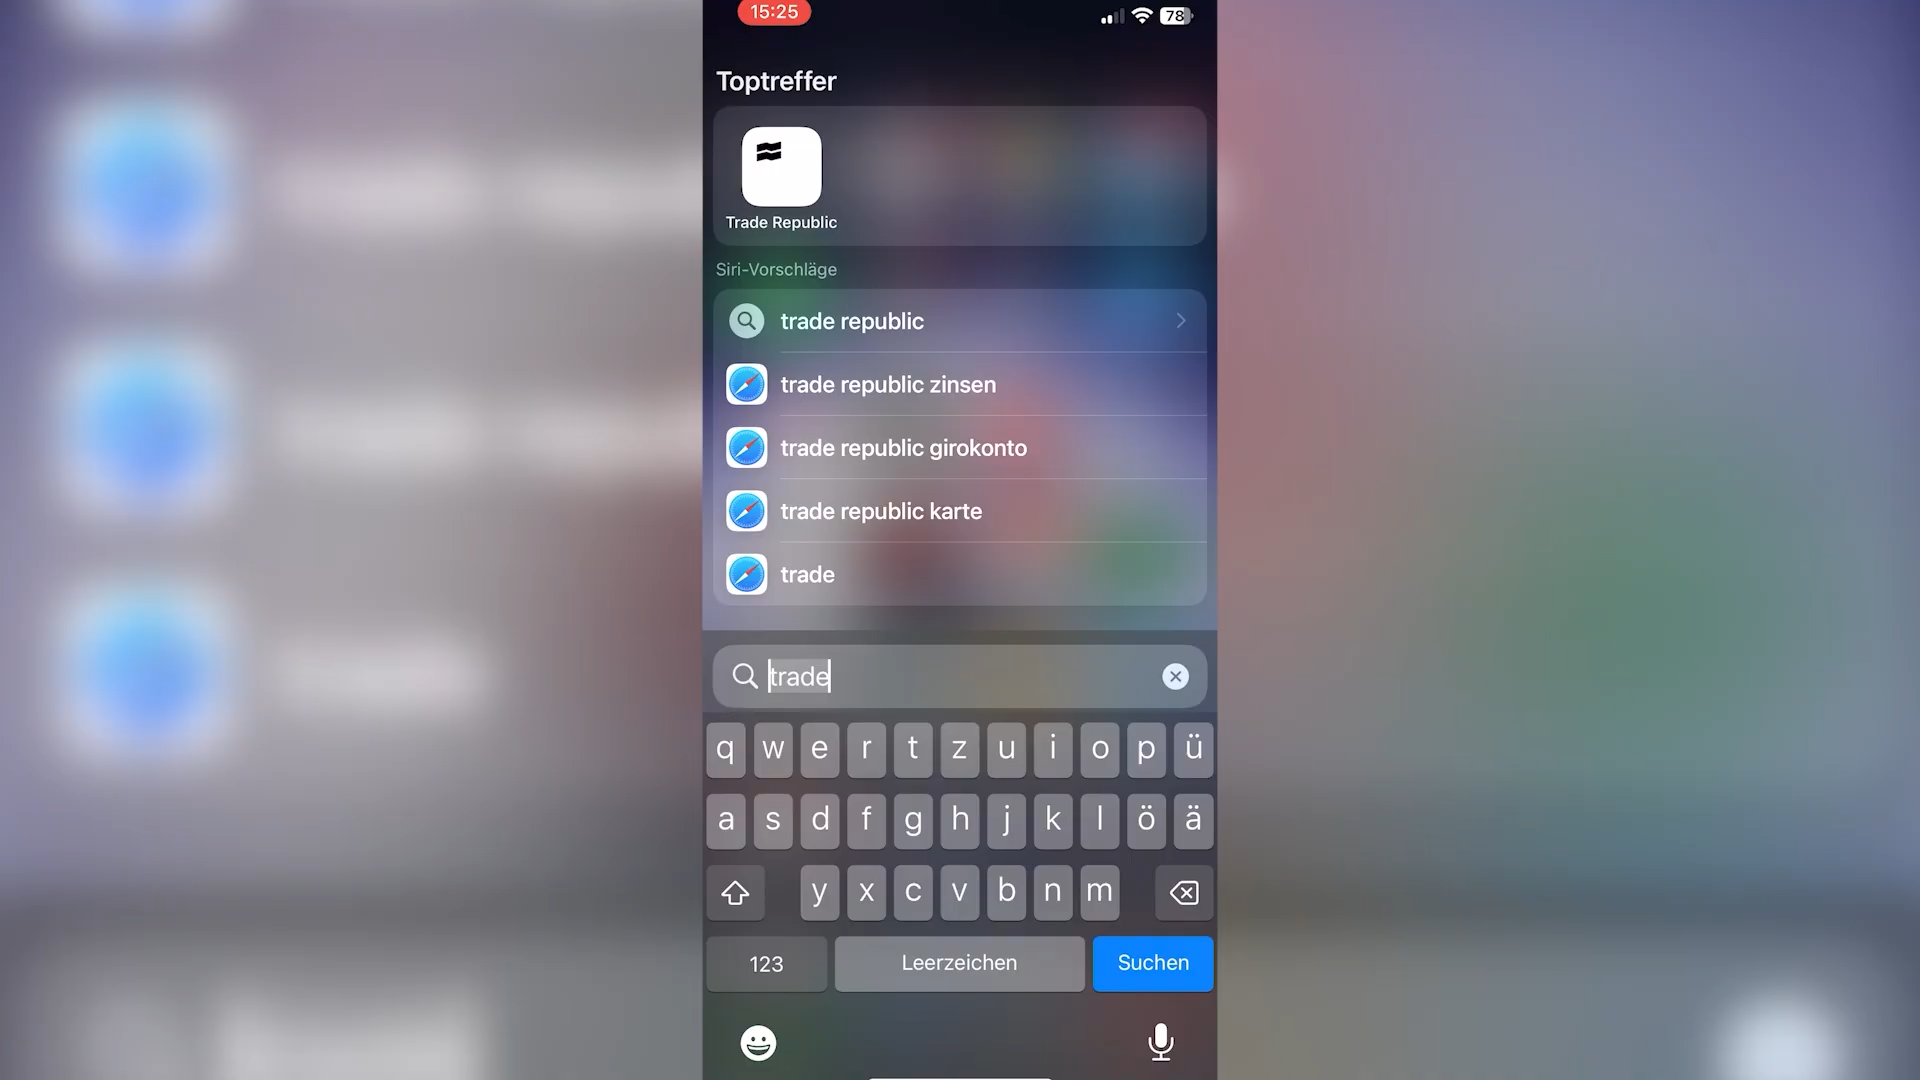 15:25
78
Toptreffer
Trade Republic
Siri-Vorschläge
trade republic
trade republic zinsen
trade republic girokonto
trade republic karte
trade
trade
q w e r t z u i o p ü
a s d f g h j k l ö ä
y x c v b n m
123 Leerzeichen Suchen